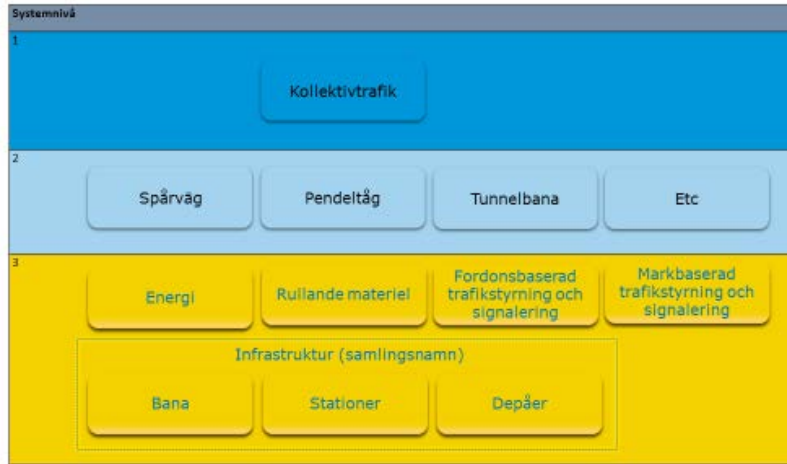 Systemnivå
1
Kollektivtrafik
2
Spårväg
Pendeltåg
Tunnelbana
Etc
3
Energi
Rullande materiel
Fordonsbaserad
trafikstyrning och
signalering
Markbaserad
trafikstyrning och
signalering
Infrastruktur (samlingsnamn)
Bana
Stationer
Depåer